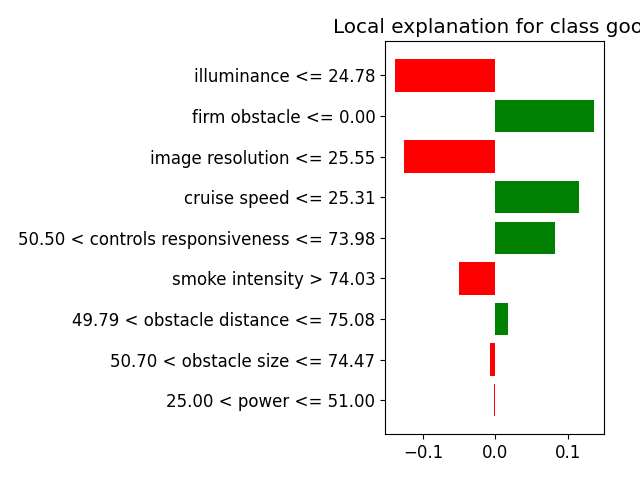 Local explanation for class goo
illuminance <= 24.78
firm obstacle <= 0.00
image resolution <= 25.55
cruise speed <= 25.31
50.50 < controls responsiveness <= 73.98
smoke intensity > 74.03
49.79 < obstacle distance <= 75.08
50.70 < obstacle size <= 74.47
25.00 < power <= 51.00
−0.1 0.0 0.1